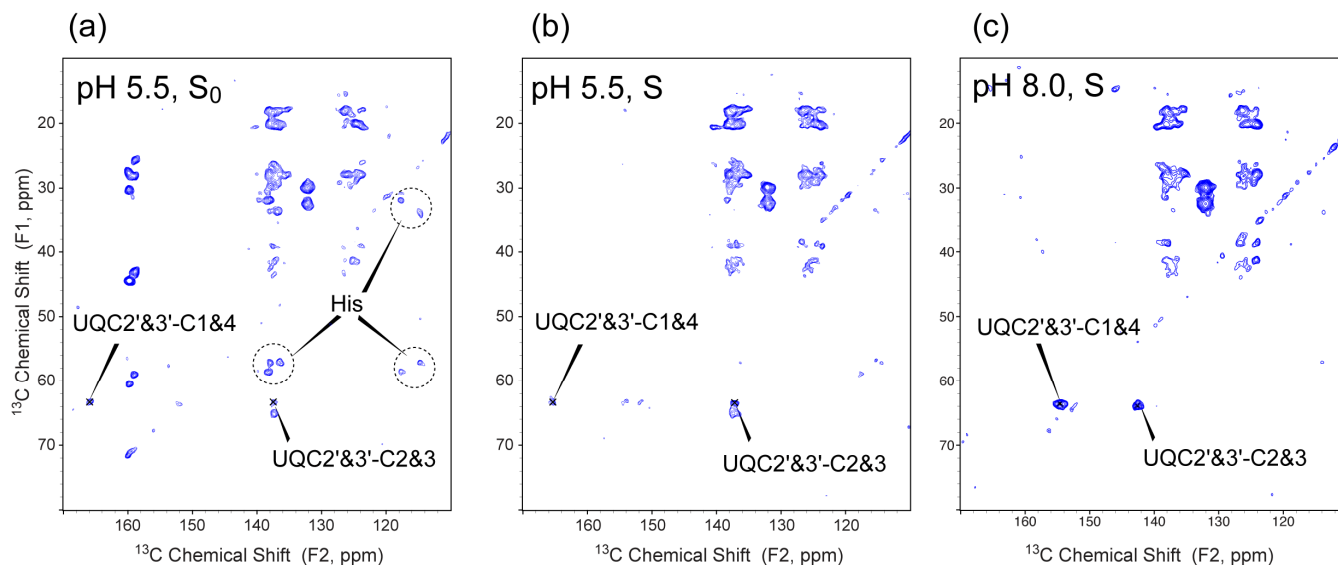 (a)
(b)
(c)
pH 5.5, S0
pH 5.5, S
pH 8.0, S
20
30
40
50
60
70
13C Chemical Shift (F1, ppm)
His
UQC2'&3'-C1&4
UQC2'&3'-C2&3
160
150
140
130
120
13C Chemical Shift (F2, ppm)
20
30
40
50
60
70
UQC2'&3'-C1&4
UQC2'&3'-C2&3
160
150
140
130
120
13C Chemical Shift (F2, ppm)
20
30
40
50
60
70
UQC2'&3'-C1&4
UQC2'&3'-C2&3
160
150
140
130
120
13C Chemical Shift (F2, ppm)